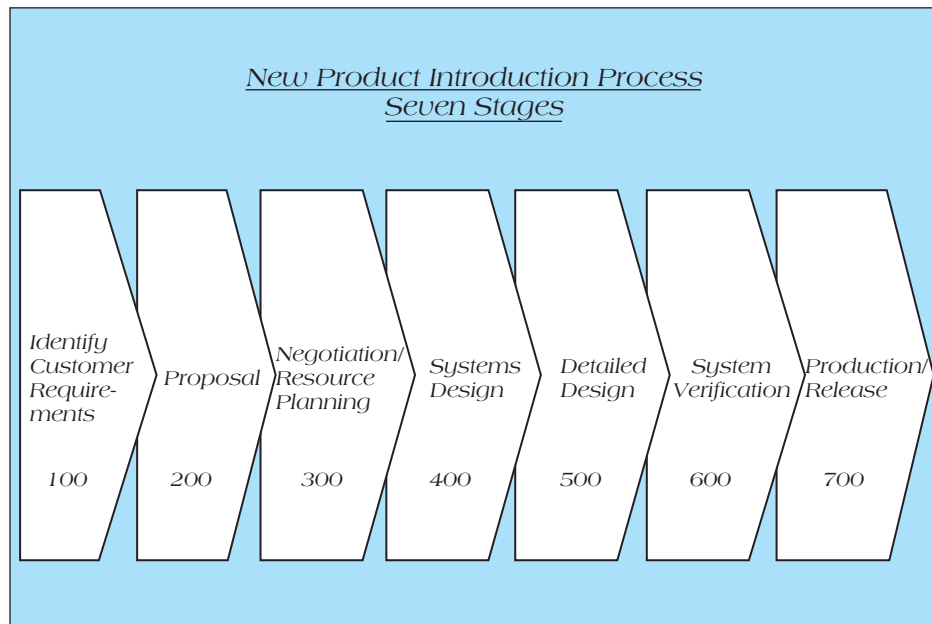 New Product Introduction Process
Seven Stages
Identify
Customer
Require-
ments
100
Proposal
200
Negotiation/
Resource
Planning
300
Systems
Design
400
Detailed
Design
500
System
Verification
600
Production/
Release
700